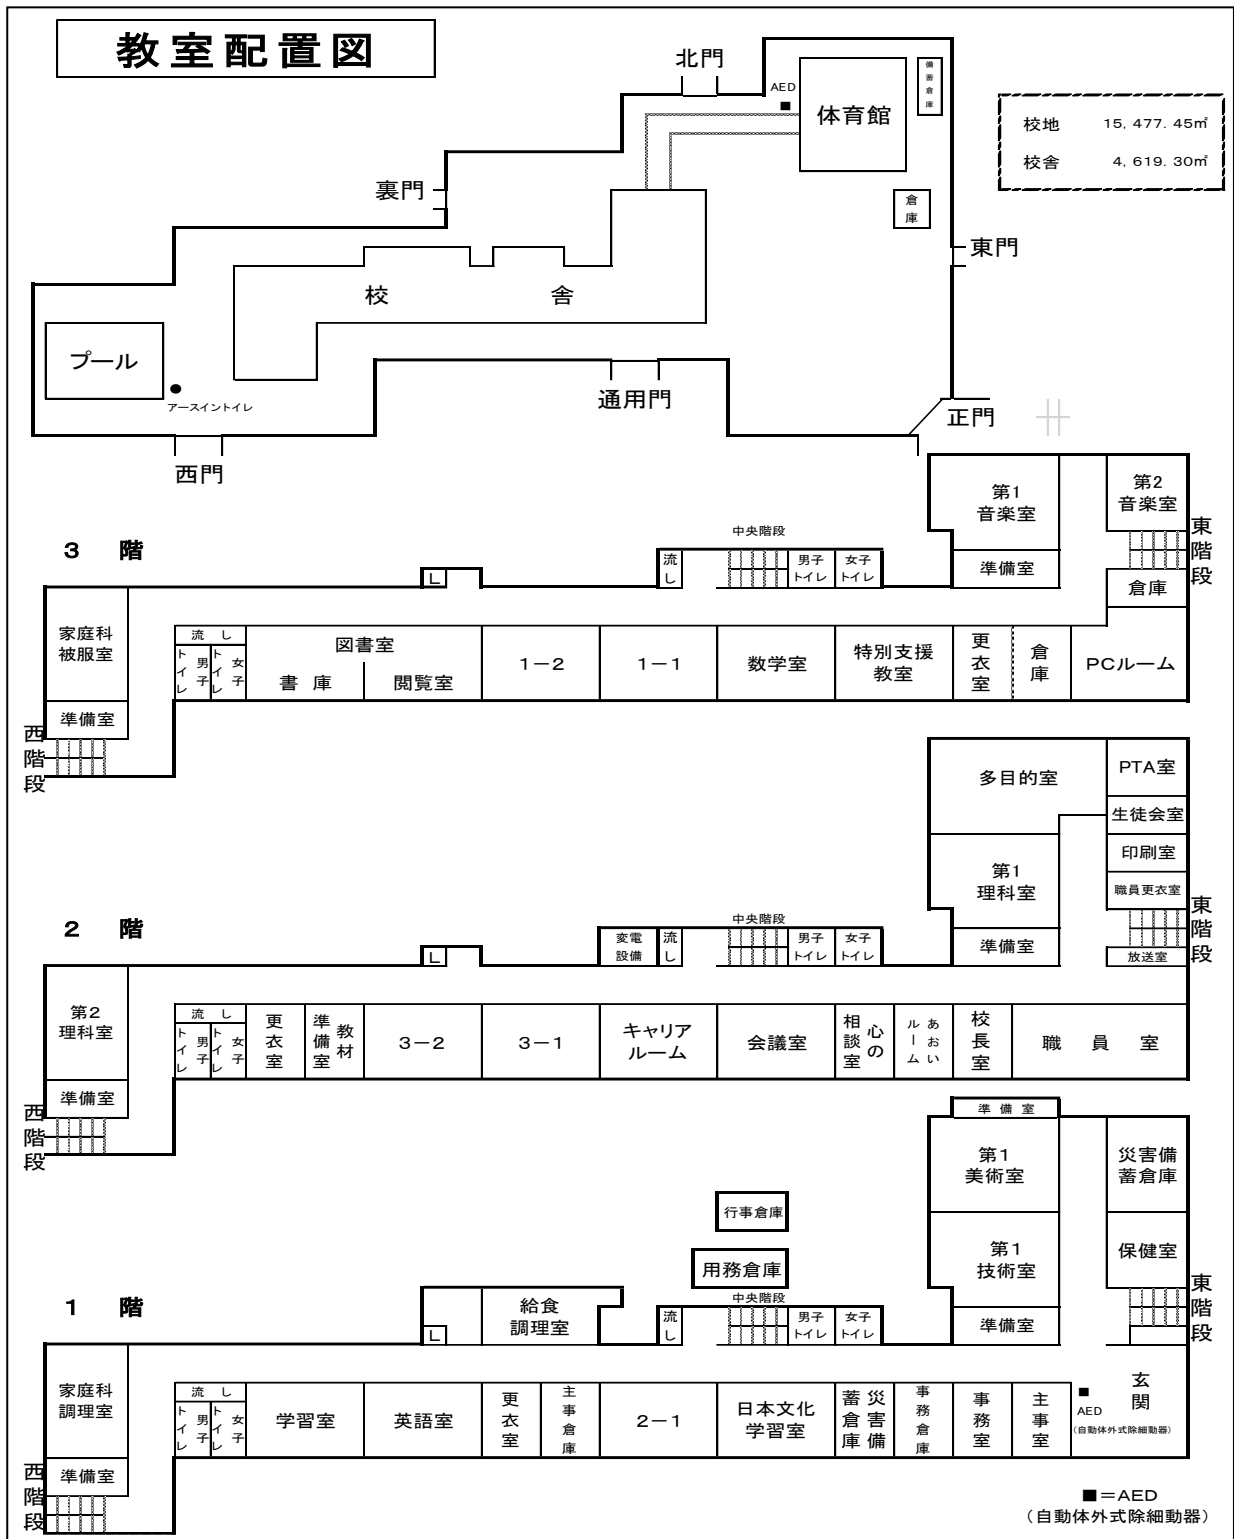 教室配置図
北門
AED
■
体育館
備蓄倉庫
校地 15,477.45㎡
校舎 4,619.30㎡
裏門
倉庫
東門
校舎
プール
アースイントイレ
通用門
正門
西門
3 階
中央階段
流し
男子トイレ
女子トイレ
第1
音楽室
準備室
第2
音楽室
東階段
倉庫
L
家庭科
被服室
準備室
西階段
流し
男子トイレ
女子トイレ
図書室
書庫
閲覧室
1-2
1-1
数学室
特別支援
教室
更衣室
倉庫
PCルーム
2 階
多目的室
PTA室
生徒会室
印刷室
職員更衣室
東階段
放送室
第1
理科室
準備室
中央階段
変電
設備
流し
男子
トイレ
女子
トイレ
L
第2
理科室
準備室
西階段
流し
男子トイレ
女子トイレ
更衣室
教材準備室
3-2
3-1
キャリア
ルーム
会議室
心の相談室
あおいルーム
校長室
職員室
1 階
準備室
第1
美術室
災害備
蓄倉庫
行事倉庫
用務倉庫
第1
技術室
保健室
東階段
準備室
中央階段
給食
調理室
流し
男子
トイレ
女子
トイレ
L
家庭科
調理室
準備室
西階段
流し
男子トイレ
女子トイレ
学習室
英語室
更衣室
主事倉庫
2-1
日本文化
学習室
災害備蓄倉庫
事務倉庫
事務室
主事室
玄関
■
AED
(自動体外式除細動器)
■=AED
(自動体外式除細動器)